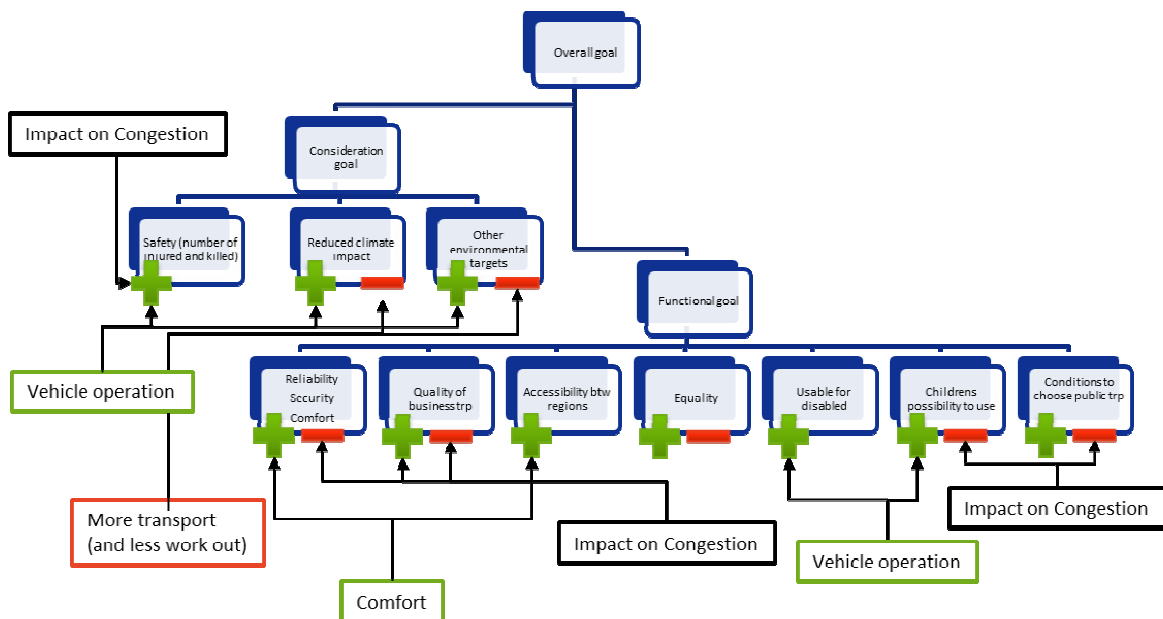 Overall goal
Impact on Congestion
Consideration
goal
Safety (number of
injured and killed)
Reduced climate
impact
Other
environmental
targets
Functional goal
Vehicle operation
Reliability
Security
Comfort
Quality of
business trp
Accessibility btw
regions
Equality
Usable for
disabled
Childrens
possibility to use
Conditions to
choose public trp
More transport
(and less work out)
Impact on Congestion
Vehicle operation
Impact on Congestion
Comfort